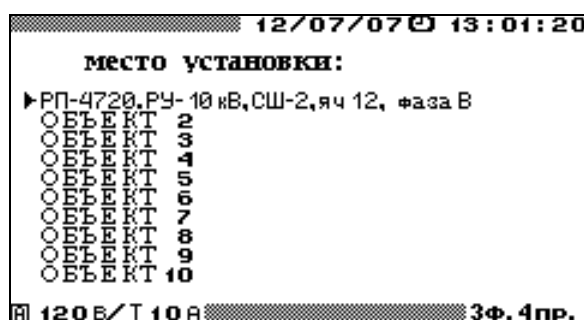 12/07/07 13:01:20
место установки:
РП-4720.РУ-10 кВ,СШ-2,яч 12, фаза В
ОБЪЕКТ 2
ОБЪЕКТ 3
ОБЪЕКТ 4
ОБЪЕКТ 5
ОБЪЕКТ 6
ОБЪЕКТ 7
ОБЪЕКТ 8
ОБЪЕКТ 9
ОБЪЕКТ 10
А 120В/Т10А 3Ф.4пр.